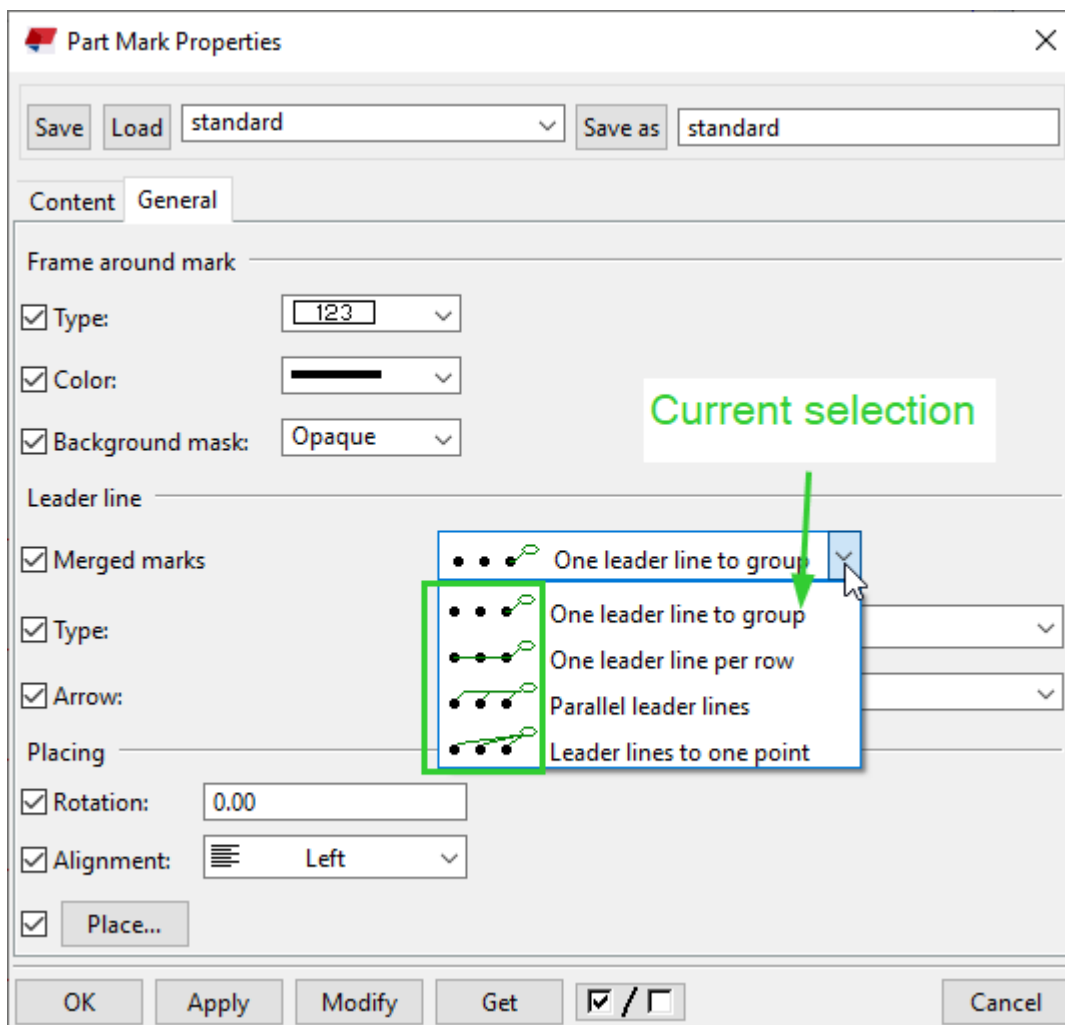 Part Mark Properties
Save Load standard Save as standard
Content General
Frame around mark
Type: 123
Color:
Current selection
Background mask: Opaque
Leader line
Merged marks One leader line to group
One leader line to group
Type:
One leader line per row
Arrow: Parallel leader lines
Placing Leader lines to one point
Rotation: 0.00
Alignment: Left
Place...
OK Apply Modify Get / Cancel